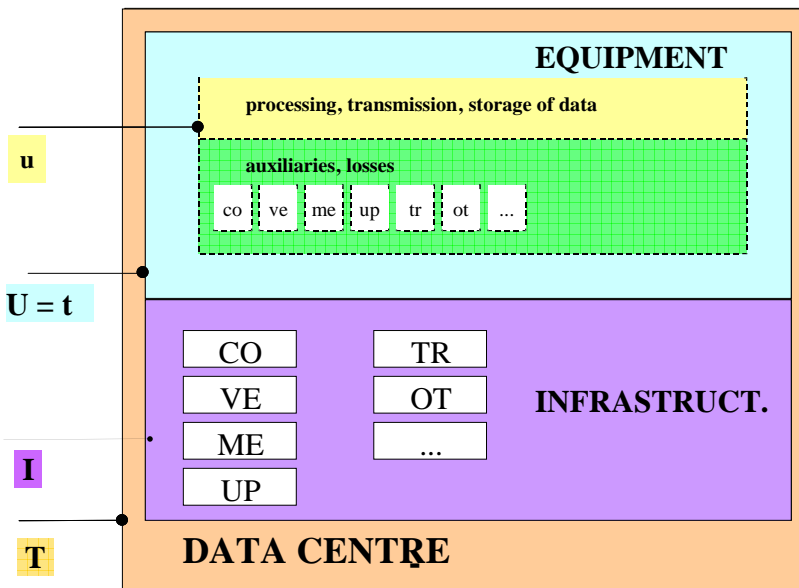 EQUIPMENT
processing, transmission, storage of data
u
auxiliaries, losses
co ve me up tr ot ...
U = t
CO TR
VE OT
INFRASTRUCT.
ME ...
I
UP
T
DATA CENTRE